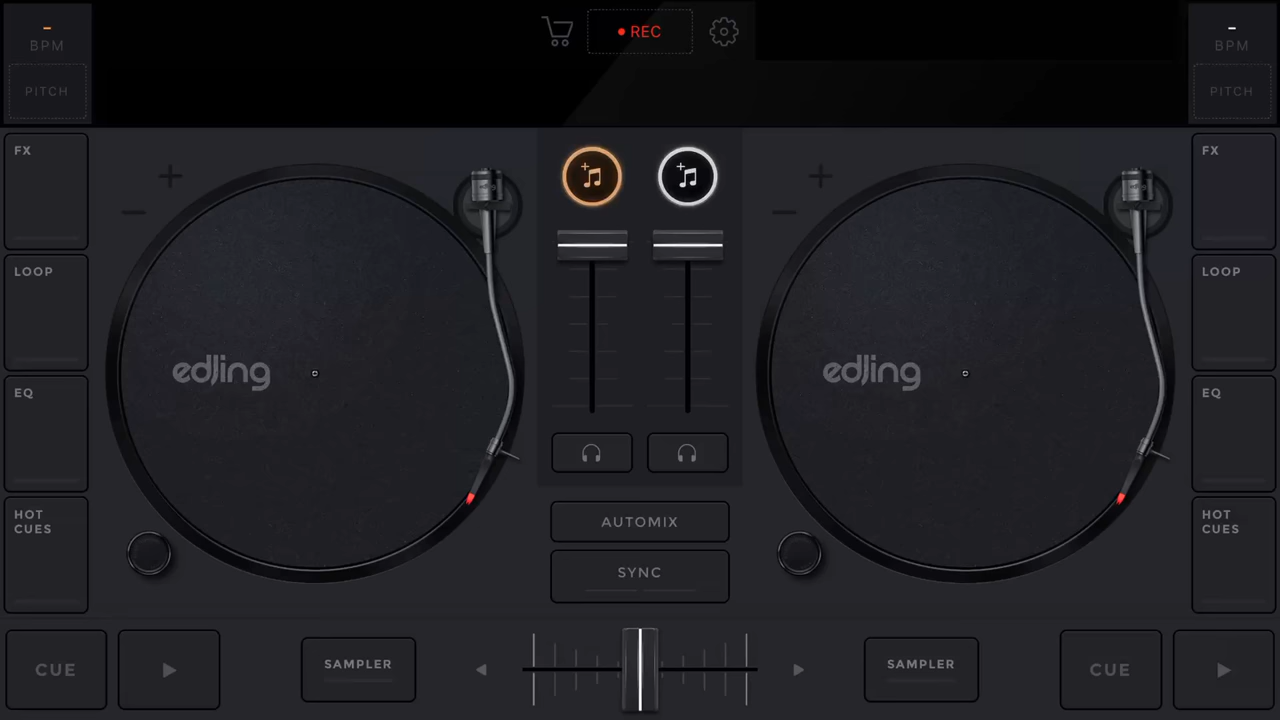 BPM
REC
BPM
PITCH
PITCH
FX
FX
LOOP
LOOP
edjing
edjing
EQ
EQ
HOT
CUES
HOT
CUES
AUTOMIX
SYNC
CUE
SAMPLER
SAMPLER
CUE